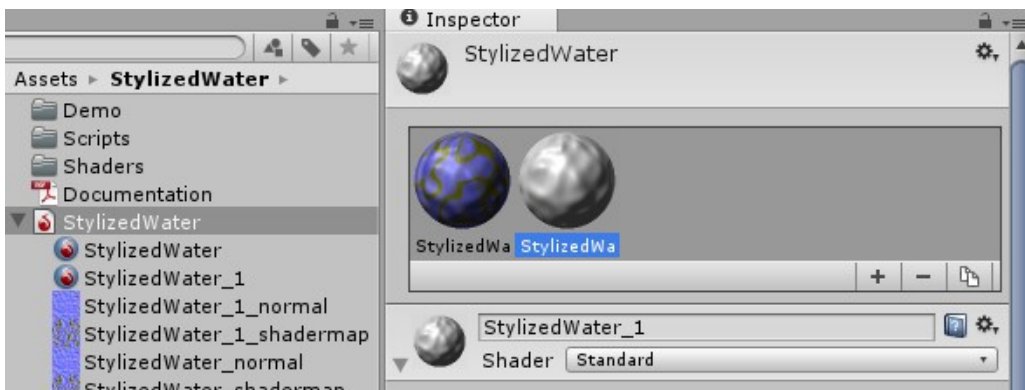 Inspector
Assets ▸ StylizedWater ▸
Demo
Scripts
Shaders
Documentation
StylizedWater
StylizedWater
StylizedWater_1
StylizedWater_1_normal
StylizedWater_1_shadermap
StylizedWater_normal
StylizedWater_shadermap
StylizedWater
StylizedWa StylizedWa
StylizedWater_1
Shader Standard